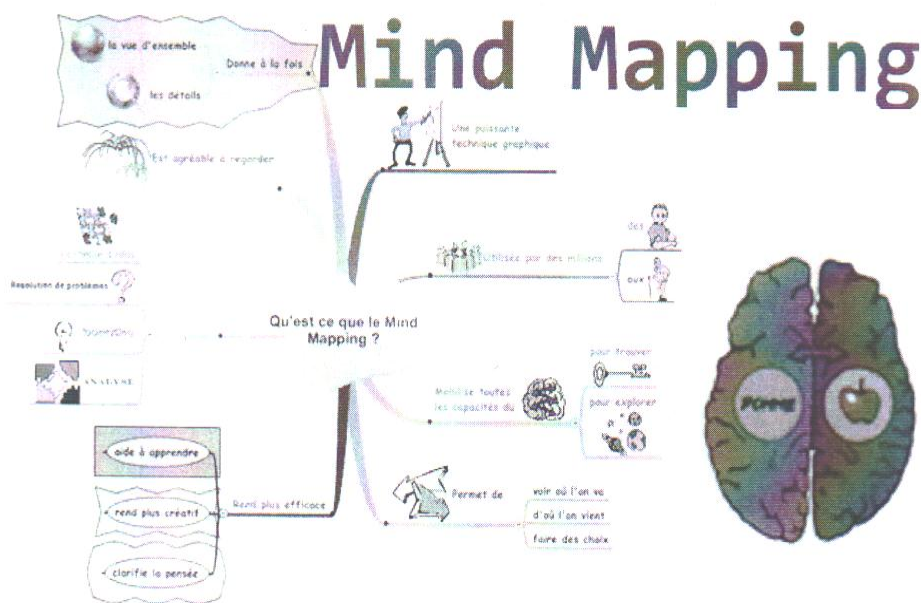 Mind Mapping
la vue d'ensemble
Donne à la fois
les détails
Une puissante
technique graphique
Est agréable à regarder
Utilisée par des millions
des
aux
Résolution de problèmes
Qu'est ce que le Mind
Mapping ?
ANALYSE
pour trouver
Mobilise toutes
les capacités du
pour explorer
POMME
aide à apprendre
Permet de
voir où l'on va
rend plus créatif
Rend plus efficace
d'où l'on vient
faire des choix
clarifie la pensée